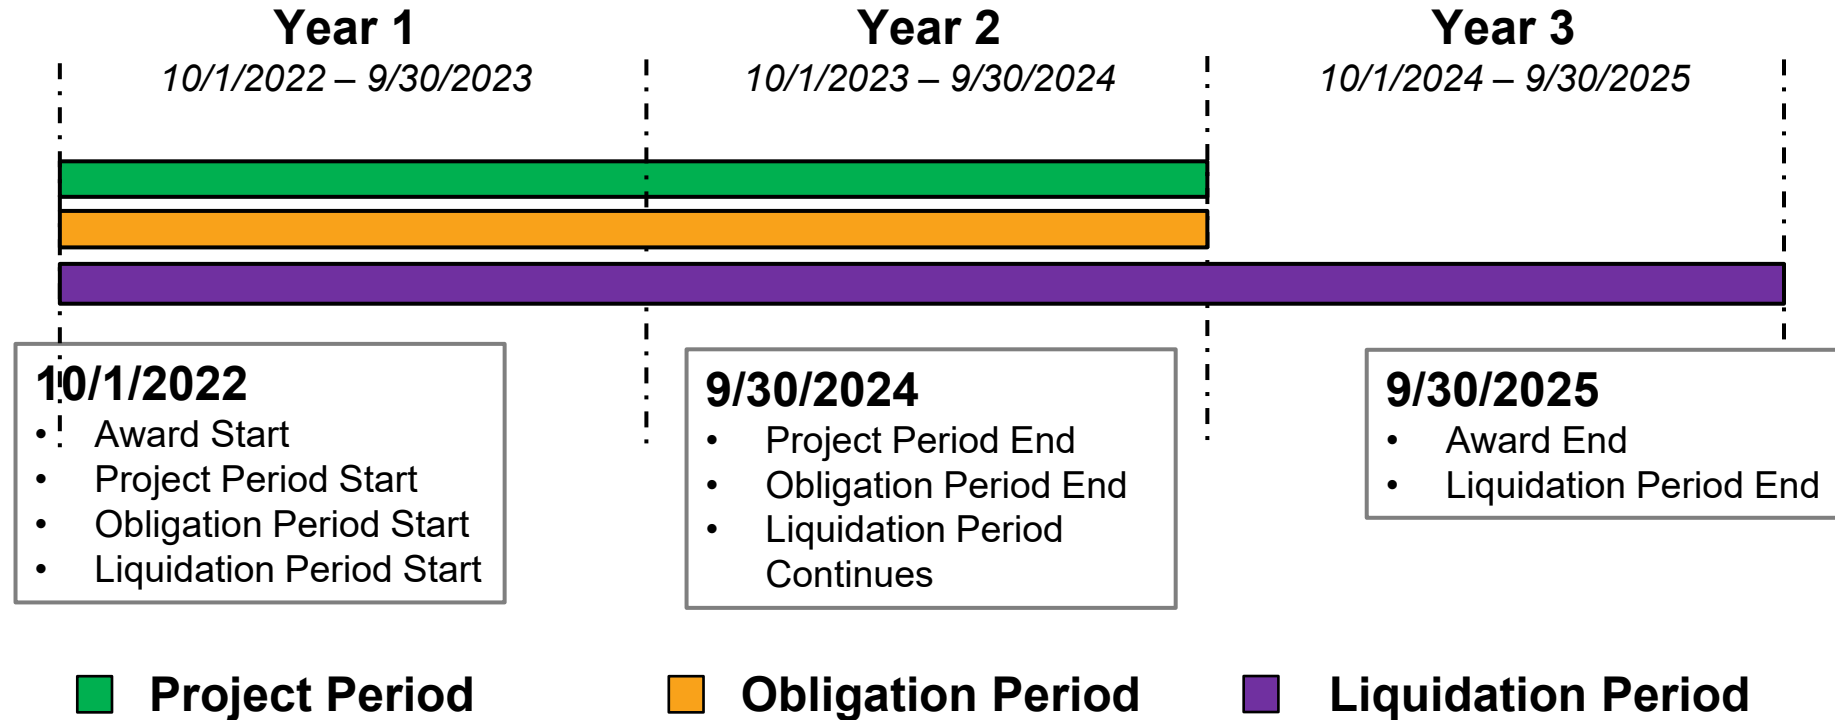 Year 1
10/1/2022 – 9/30/2023
Year 2
10/1/2023 – 9/30/2024
Year 3
10/1/2024 – 9/30/2025
10/1/2022
• Award Start
• Project Period Start
• Obligation Period Start
• Liquidation Period Start
9/30/2024
• Project Period End
• Obligation Period End
• Liquidation Period
Continues
9/30/2025
• Award End
• Liquidation Period End
Project Period
Obligation Period
Liquidation Period